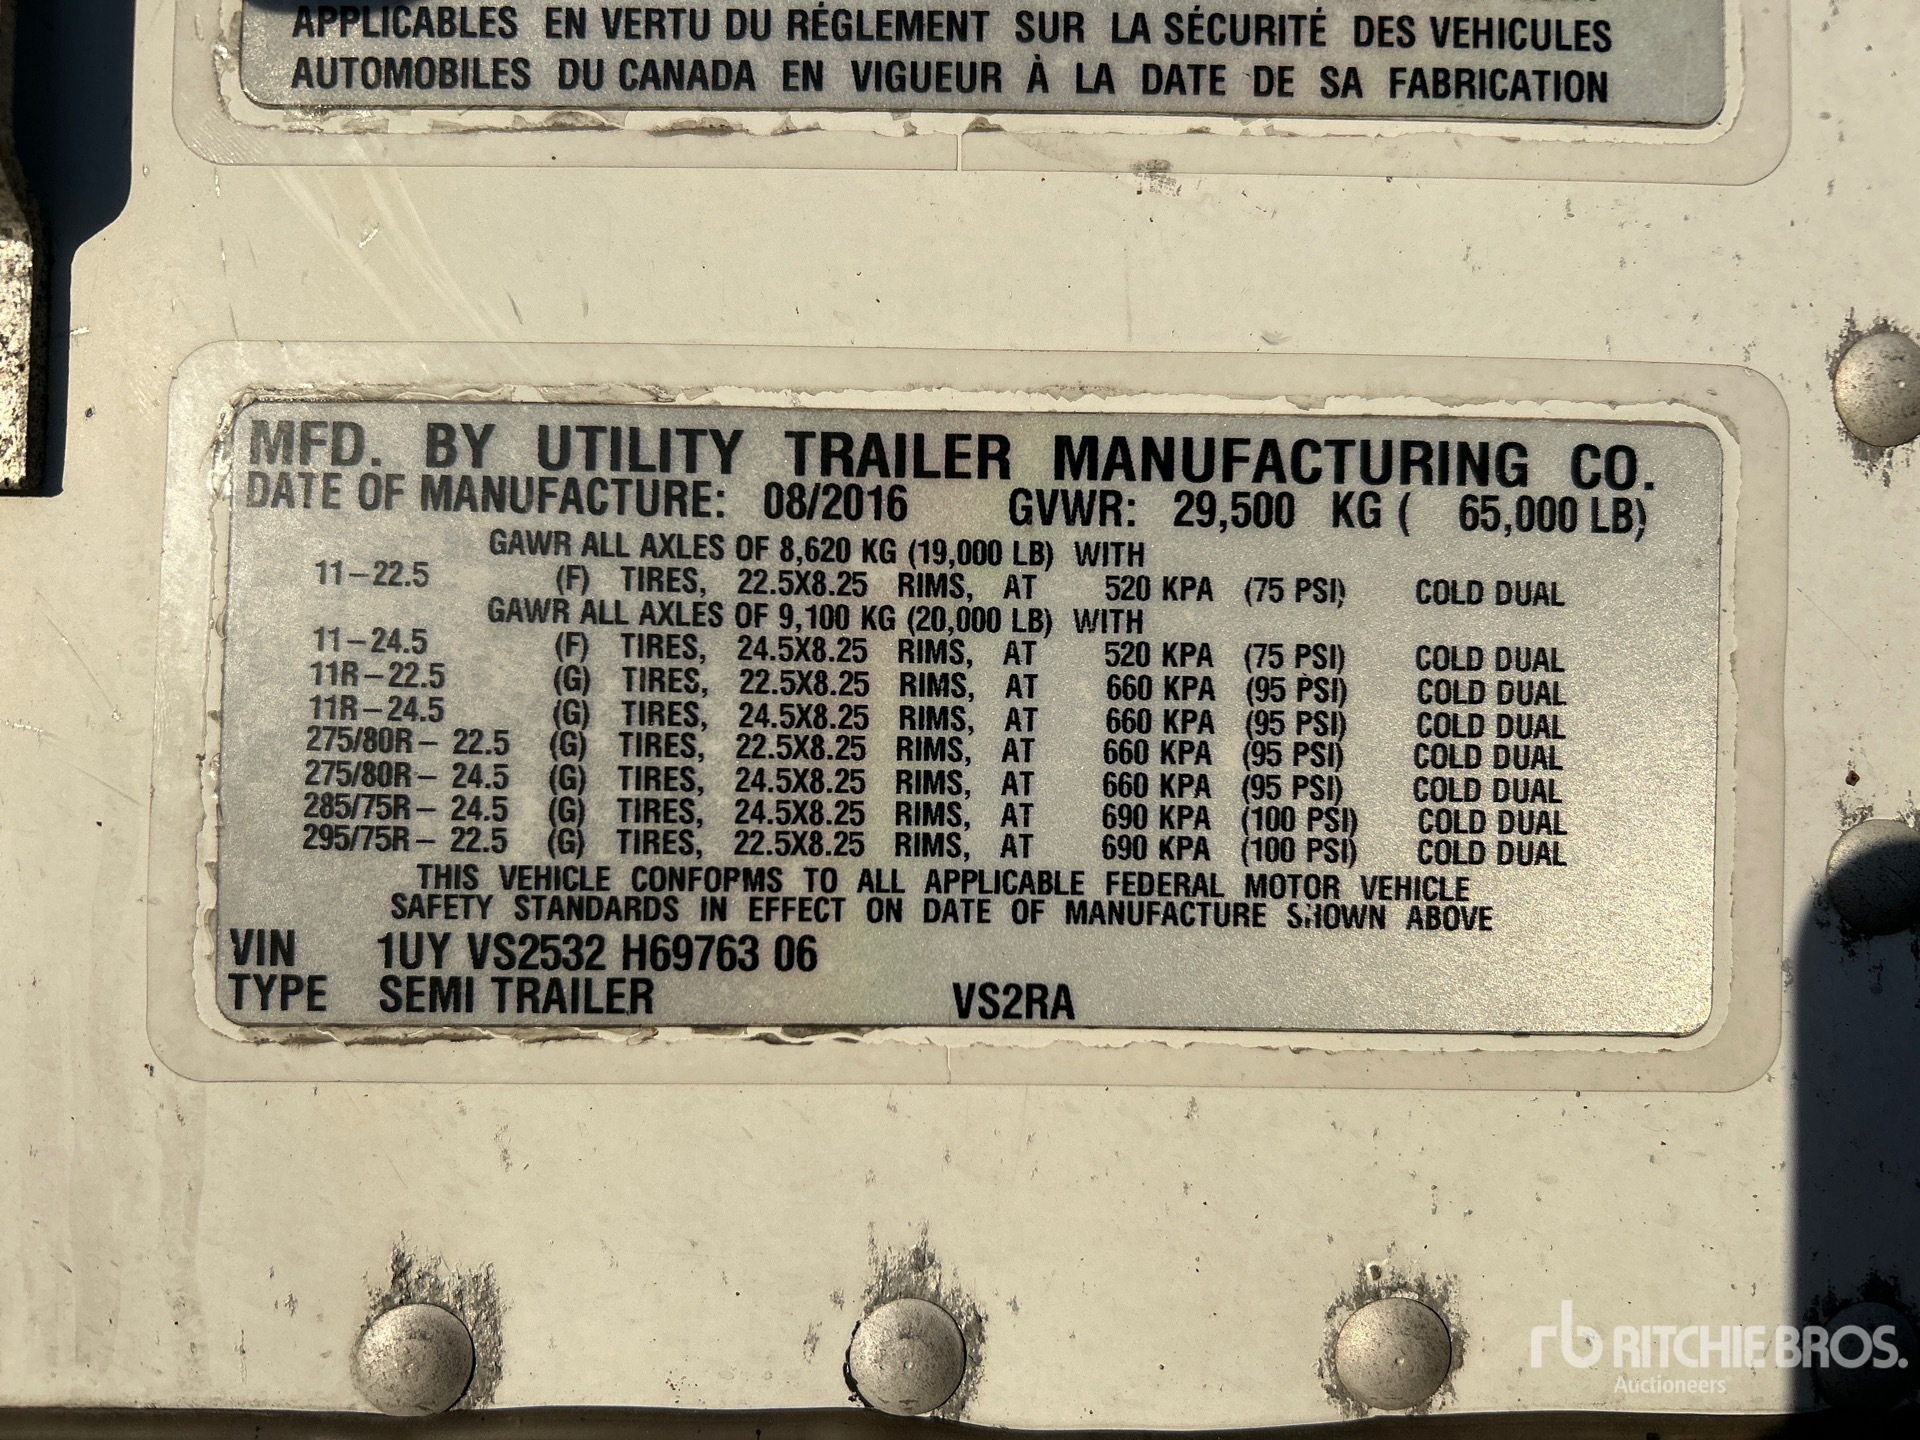 APPLICABLES EN VERTU DU RÉGLEMENT SUR LA SÉCURITÉ DES VEHICULES
AUTOMOBILES DU CANADA EN VIGUEUR À LA DATE DE SA FABRICATION
MFD. BY UTILITY TRAILER MANUFACTURING CO.
DATE OF MANUFACTURE: 08/2016 GVWR: 29,500 KG ( 65,000 LB)
GAWR ALL AXLES OF 8,620 KG (19,000 LB) WITH
11-22.5 (F) TIRES, 22.5X8.25 RIMS, AT 520 KPA (75 PSI) COLD DUAL
GAWR ALL AXLES OF 9,100 KG (20,000 LB) WITH
11-24.5 (F) TIRES, 24.5X8.25 RIMS, AT 520 KPA (75 PSI) COLD DUAL
11R-22.5 (G) TIRES, 22.5X8.25 RIMS, AT 660 KPA (95 PSI) COLD DUAL
11R-24.5 (G) TIRES, 24.5X8.25 RIMS, AT 660 KPA (95 PSI) COLD DUAL
275/80R- 22.5 (G) TIRES, 22.5X8.25 RIMS, AT 660 KPA (95 PSI) COLD DUAL
275/80R- 24.5 (G) TIRES, 24.5X8.25 RIMS, AT 660 KPA (95 PSI) COLD DUAL
285/75R- 24.5 (G) TIRES, 24.5X8.25 RIMS, AT 690 KPA (100 PSI) COLD DUAL
295/75R- 22.5 (G) TIRES, 22.5X8.25 RIMS, AT 690 KPA (100 PSI) COLD DUAL
THIS VEHICLE CONFOPMS TO ALL APPLICABLE FEDERAL MOTOR VEHICLE
SAFETY STANDARDS IN EFFECT ON DATE OF MANUFACTURE SHOWN ABOVE
VIN 1UY VS2532 H69763 06
TYPE SEMI TRAILER VS2RA
rb RITCHIE BROS.
Auctioneers